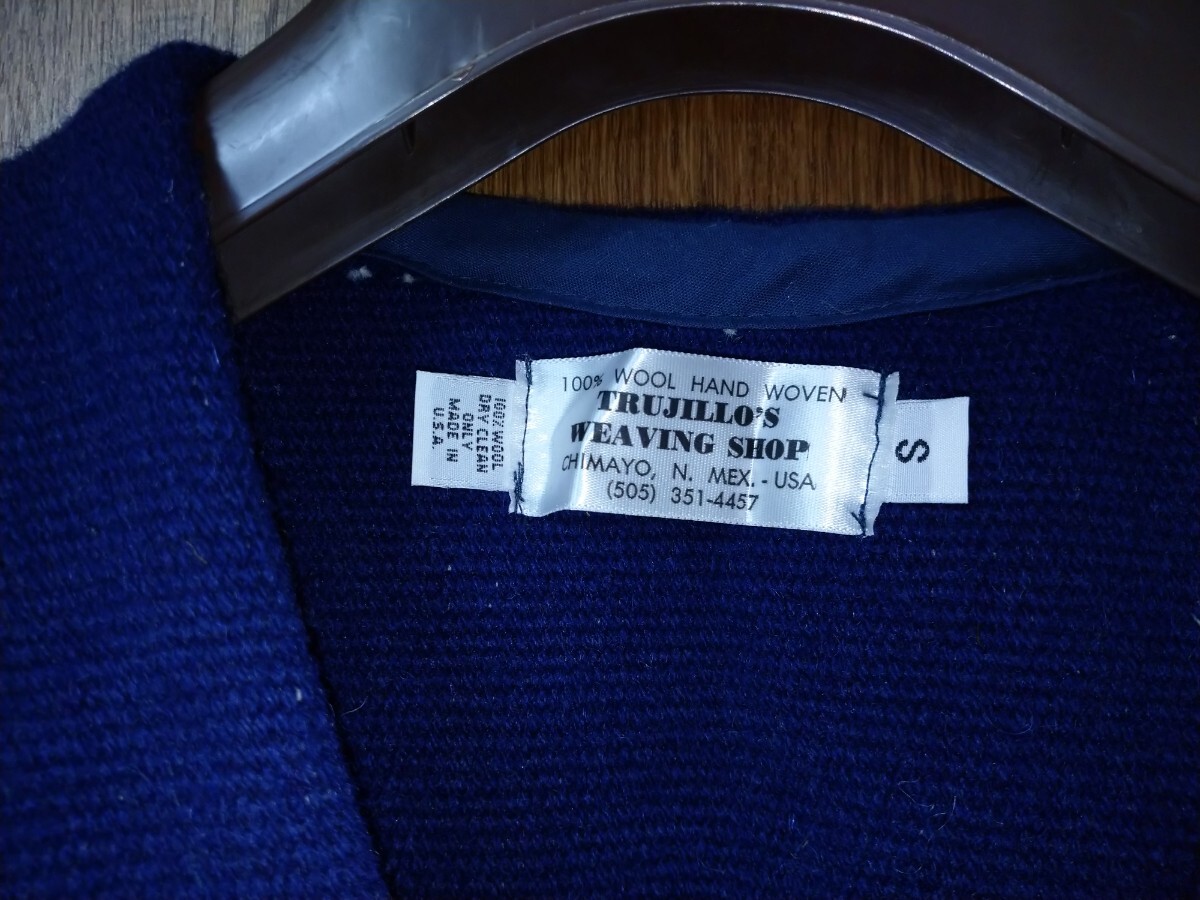 100% WOOL HAND WOVEN
TRUJILLO'S
WEAVING SHOP
CHIMAYO, N. MEX. - USA
(505) 351-4457
100% WOOL
DRY CLEAN
ONLY
MADE IN
U.S.A.
S